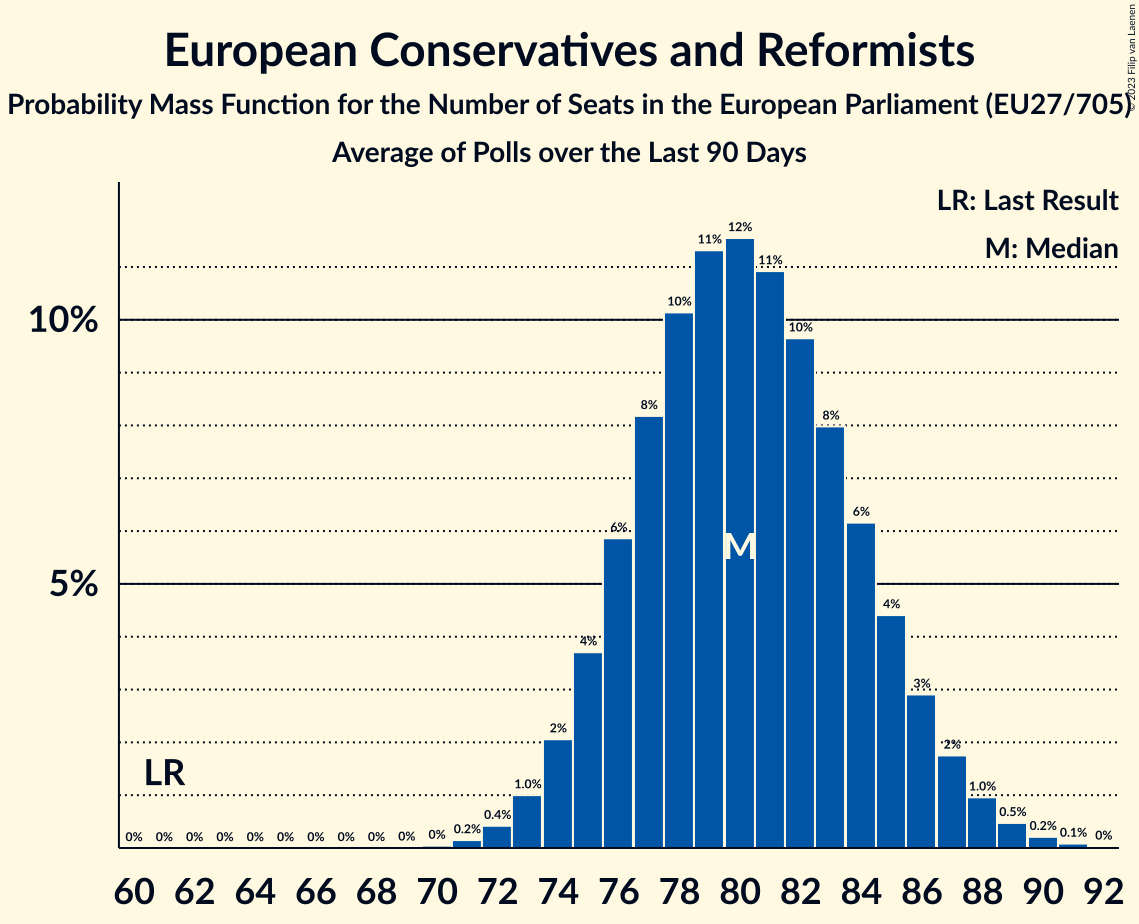 European Conservatives and Reformists
Probability Mass Function for the Number of Seats in the European Parliament (EU27/705)
Average of Polls over the Last 90 Days
© 2023 Filip van Laenen
LR: Last Result
M: Median
10%
5%
LR
M
0% 0% 0% 0% 0% 0% 0% 0% 0% 0% 0% 0.2% 0.4% 1.0% 2% 4% 6% 8% 10% 11% 12% 11% 10% 8% 6% 4% 3% 2% 1.0% 0.5% 0.2% 0.1% 0%
60 62 64 66 68 70 72 74 76 78 80 82 84 86 88 90 92